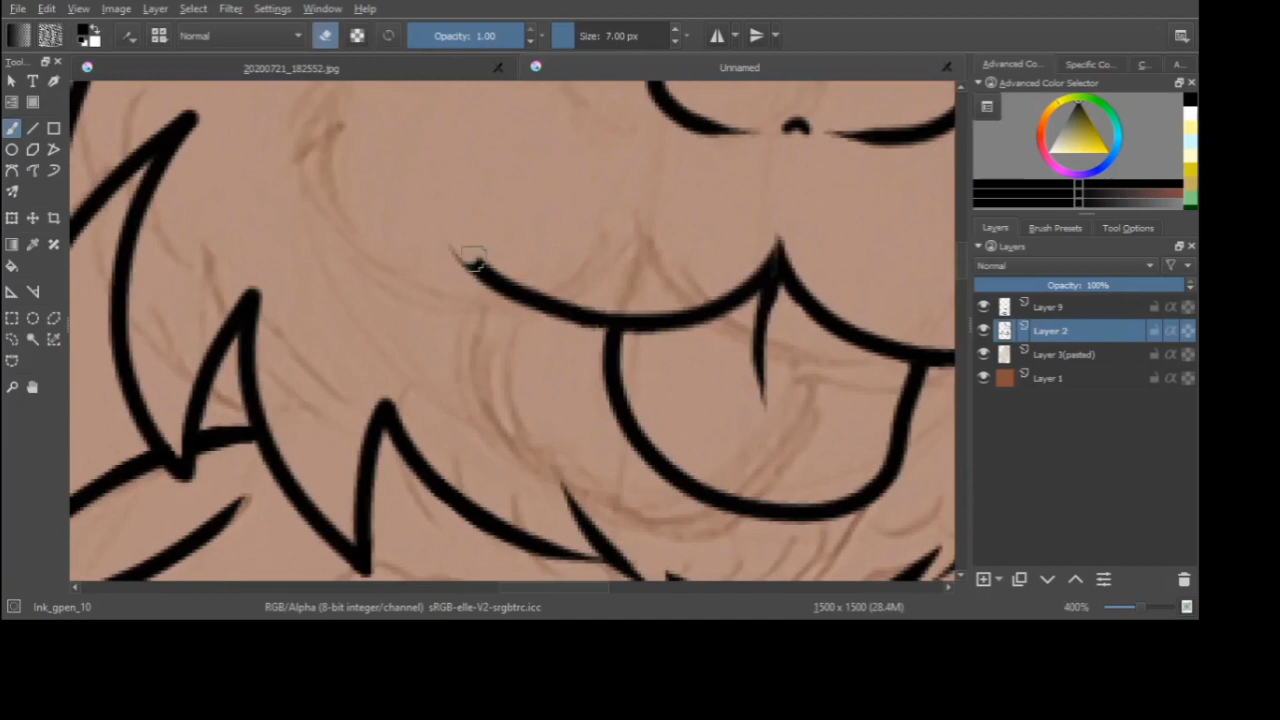 File Edit View Image Layer Select Filter Settings Window Help
Normal Opacity: 1.00 Size: 7.00 px
Tool... 20200721_182552.jpg Unnamed Advanced Co... Specific Co... C... A...
Advanced Color Selector
Layers Brush Presets Tool Options
Layers
Normal
Opacity: 100%
Layer 9
Layer 2
Layer 3(pasted)
Layer 1
Ink_gpen_10 RGB/Alpha (8-bit integer/channel) sRGB-elle-V2-srgbtrc.icc 1500 x 1500 (28.4M) 400%